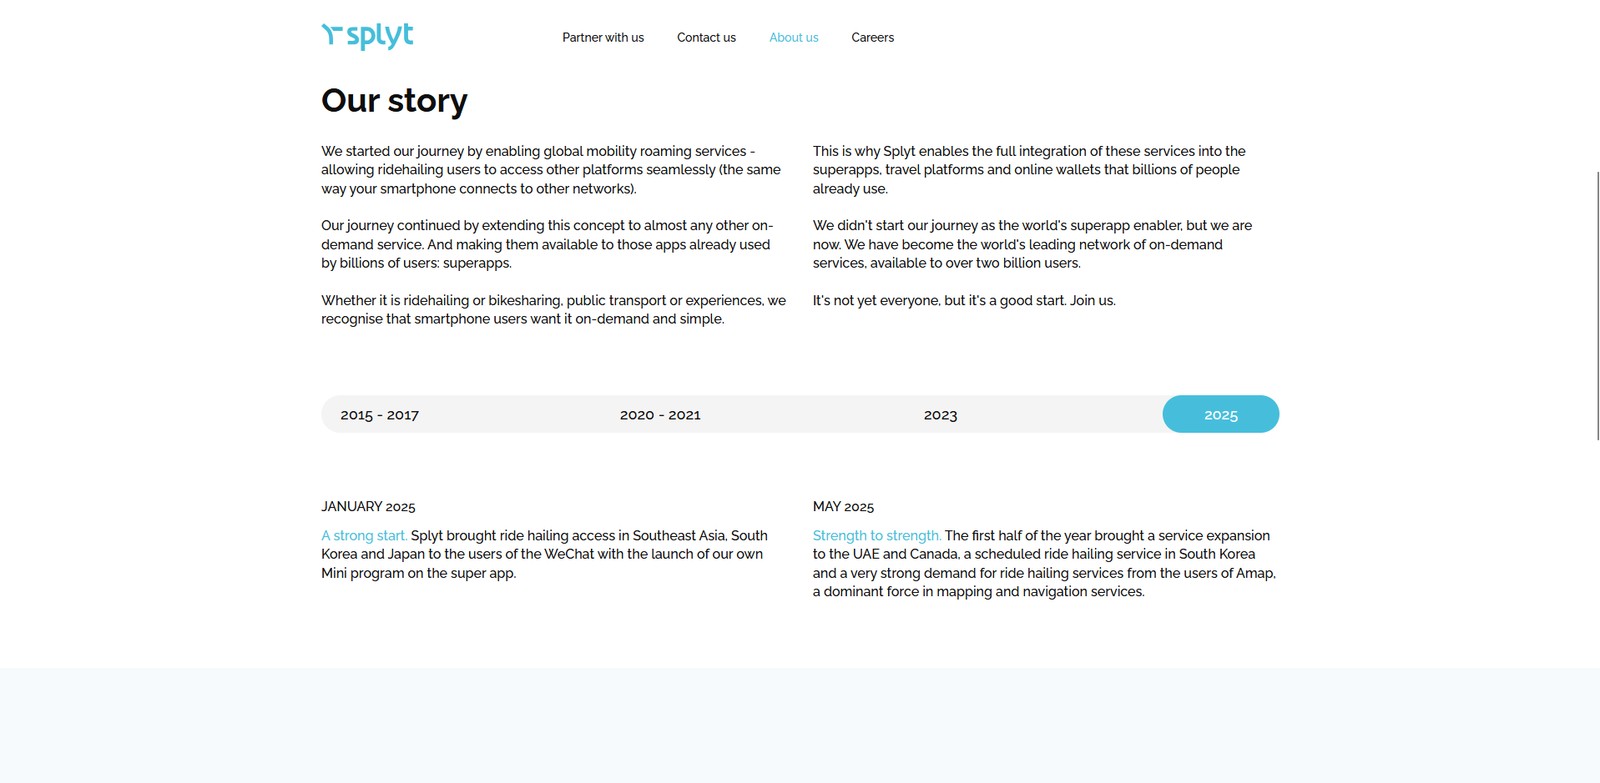 splyt
Partner with us
Contact us
About us
Careers
Our story
We started our journey by enabling global mobility roaming services -
allowing ridehailing users to access other platforms seamlessly (the same
way your smartphone connects to other networks).
Our journey continued by extending this concept to almost any other on-
demand service. And making them available to those apps already used
by billions of users: superapps.
Whether it is ridehailing or bikesharing, public transport or experiences, we
recognise that smartphone users want it on-demand and simple.
This is why Splyt enables the full integration of these services into the
superapps, travel platforms and online wallets that billions of people
already use.
We didn't start our journey as the world's superapp enabler, but we are
now. We have become the world's leading network of on-demand
services, available to over two billion users.
It's not yet everyone, but it's a good start. Join us.
2015 - 2017
2020 - 2021
2023
2025
JANUARY 2025
A strong start. Splyt brought ride hailing access in Southeast Asia, South
Korea and Japan to the users of the WeChat with the launch of our own
Mini program on the super app.
MAY 2025
Strength to strength. The first half of the year brought a service expansion
to the UAE and Canada, a scheduled ride hailing service in South Korea
and a very strong demand for ride hailing services from the users of Amap,
a dominant force in mapping and navigation services.